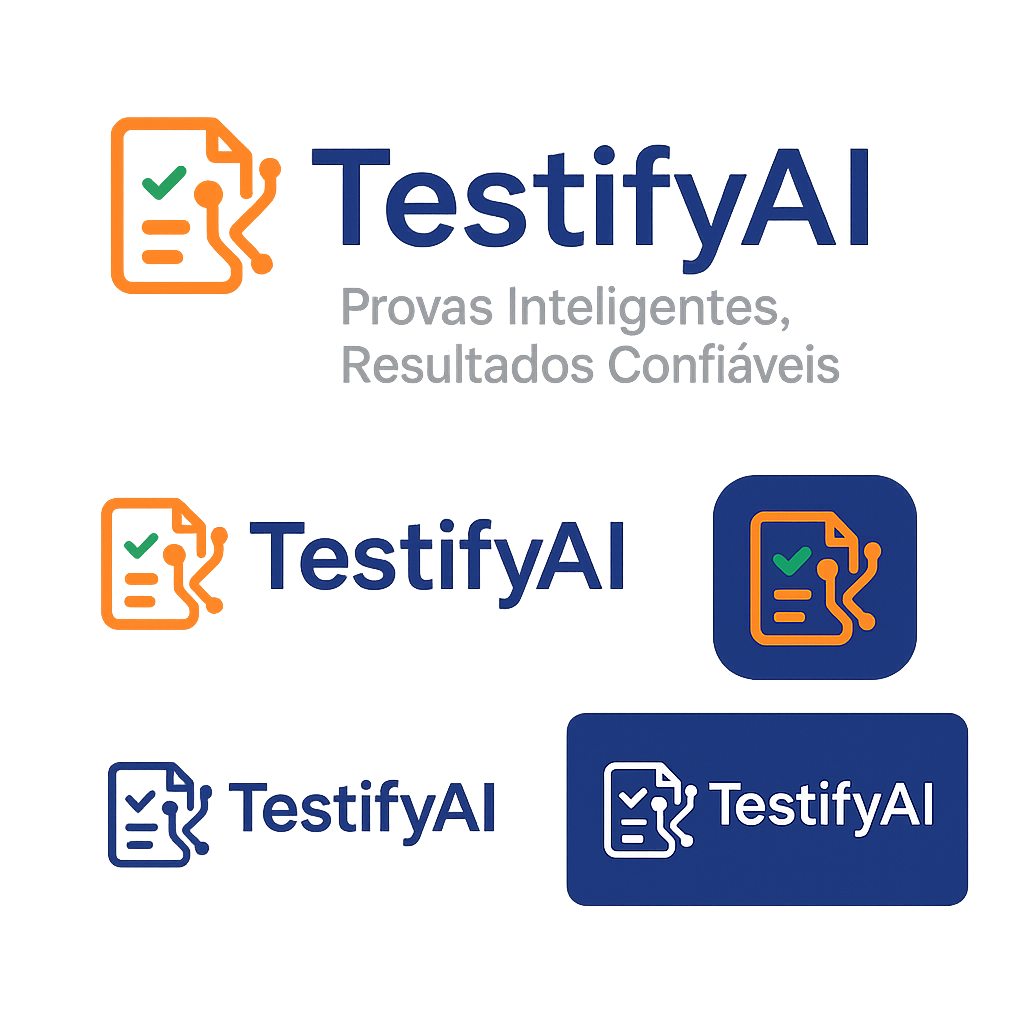 TestifyAI
Provas Inteligentes,
Resultados Confiáveis
TestifyAI
TestifyAI
TestifyAI